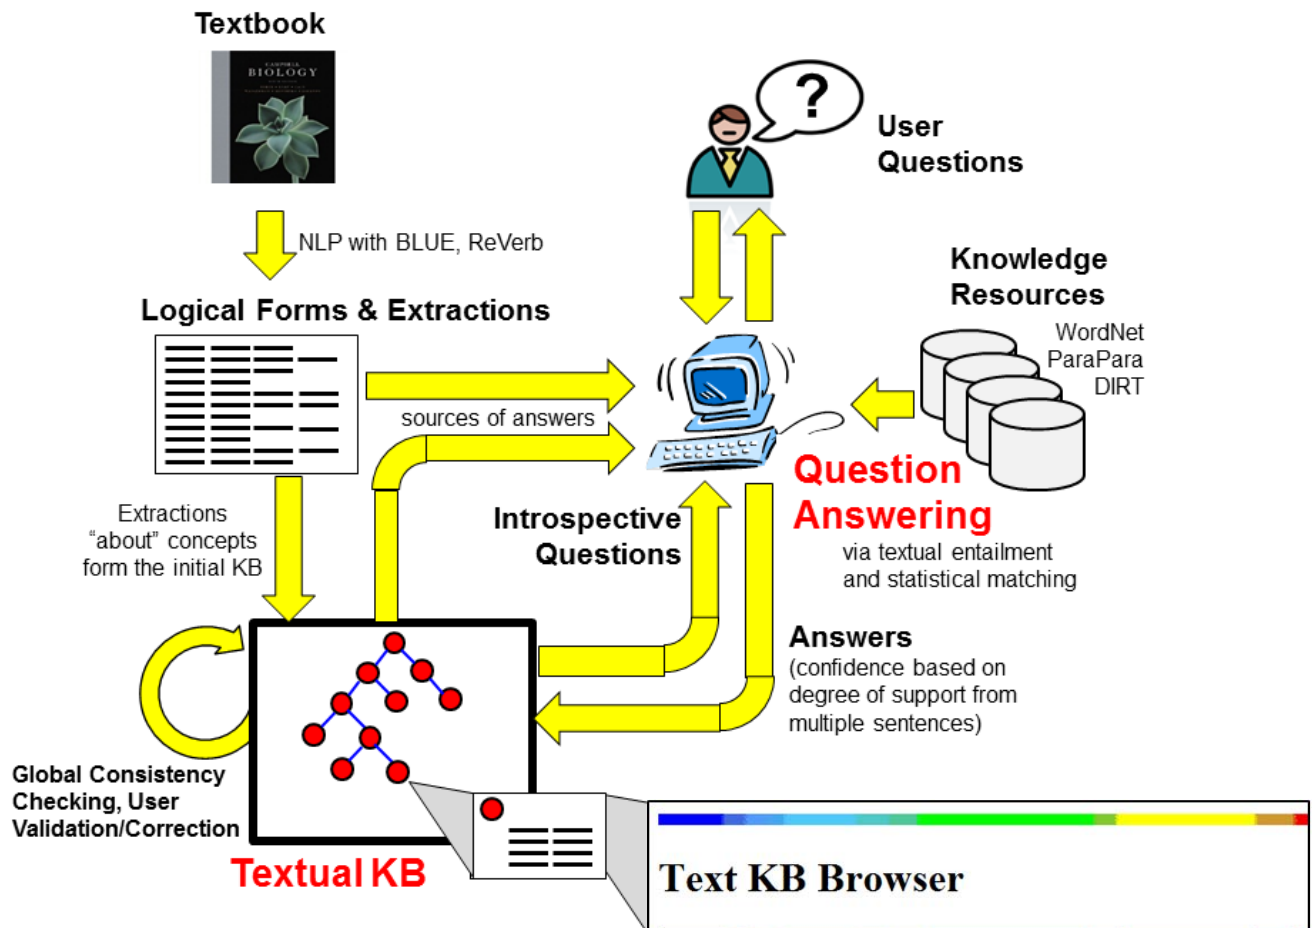 Textbook
CAMPBELL
BIOLOGY
?
User
Questions
NLP with BLUE, ReVerb
Knowledge
Resources
WordNet
ParaPara
DIRT
Logical Forms & Extractions
sources of answers
Question
Answering
via textual entailment
and statistical matching
Extractions
“about” concepts
form the initial KB
Introspective
Questions
Answers
(confidence based on
degree of support from
multiple sentences)
Global Consistency
Checking, User
Validation/Correction
Textual KB
Text KB Browser